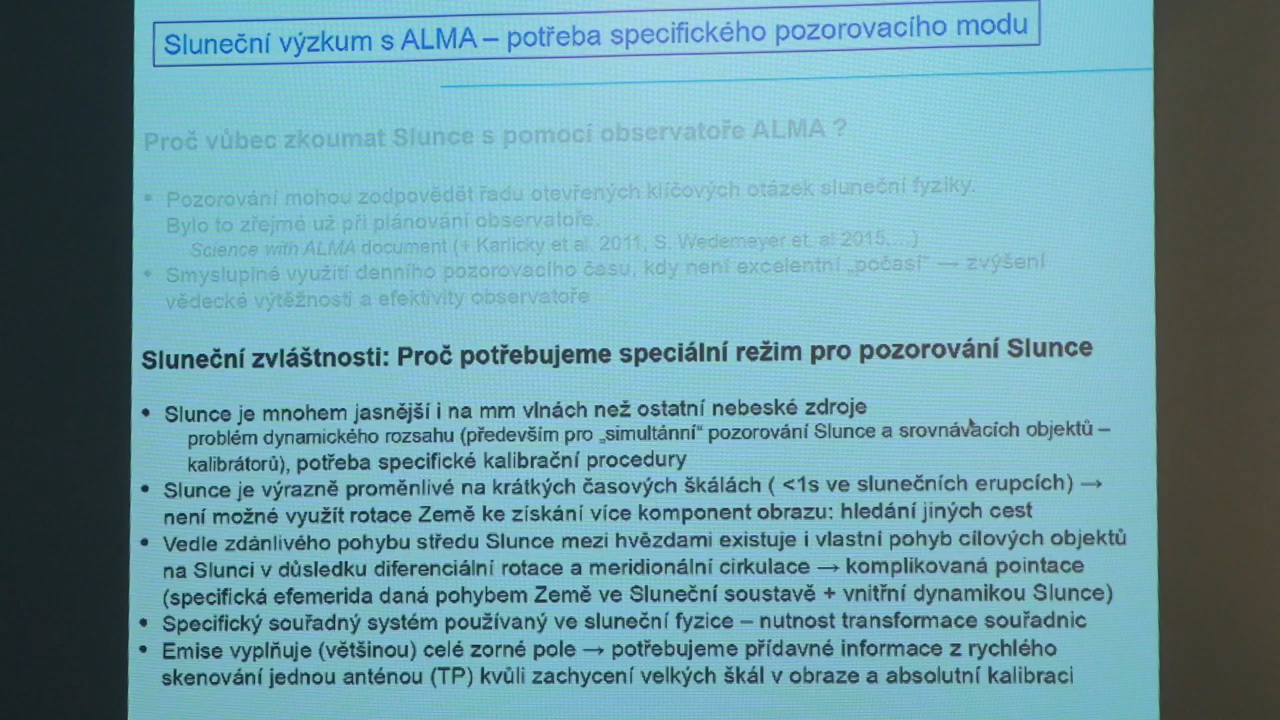 Sluneční výzkum s ALMA – potřeba specifického pozorovacího modu
Proč vůbec zkoumat Slunce s pomocí observatoře ALMA ?
• Pozorování mohou zodpovědět řadu otevřených klíčových otázek sluneční fyziky.
Bylo to zřejmé už při plánování observatoře.
Science with ALMA document (+ Karlicky et al. 2011, S. Wedemeyer et. al 2015,...)
• Smysluplné využití denního pozorovacího času, kdy není excelentní „počasí“ → zvýšení
vědecké výtěžnosti a efektivity observatoře
Sluneční zvláštnosti: Proč potřebujeme speciální režim pro pozorování Slunce
• Slunce je mnohem jasnější i na mm vlnách než ostatní nebeské zdroje
problém dynamického rozsahu (především pro „simultánní“ pozorování Slunce a srovnávacích objektů –
kalibrátorů), potřeba specifické kalibrační procedury
• Slunce je výrazně proměnlivé na krátkých časových škálách ( <1s ve slunečních erupcích) →
není možné využít rotace Země ke získání více komponent obrazu: hledání jiných cest
• Vedle zdánlivého pohybu středu Slunce mezi hvězdami existuje i vlastní pohyb cílových objektů
na Slunci v důsledku diferenciální rotace a meridionální cirkulace → komplikovaná pointace
(specifická efemerida daná pohybem Země ve Sluneční soustavě + vnitřní dynamikou Slunce)
• Specifický souřadný systém používaný ve sluneční fyzice – nutnost transformace souřadnic
• Emise vyplňuje (většinou) celé zorné pole → potřebujeme přídavné informace z rychlého
skenování jednou anténou (TP) kvůli zachycení velkých škál v obraze a absolutní kalibraci